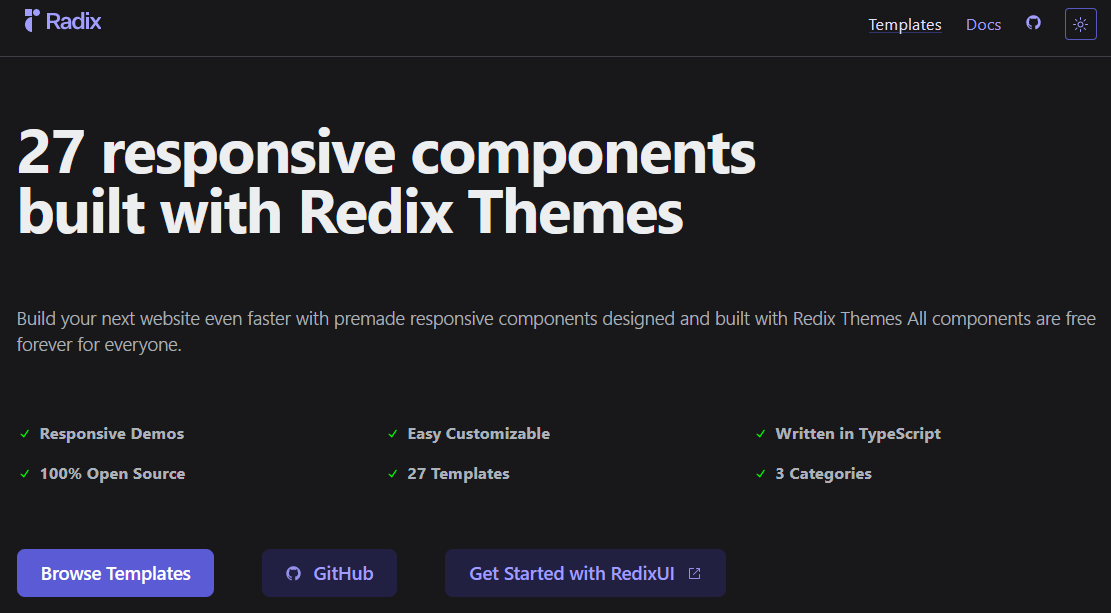 Radix
Templates Docs
27 responsive components
built with Redix Themes
Build your next website even faster with premade responsive components designed and built with Redix Themes All components are free
forever for everyone.
Responsive Demos Easy Customizable Written in TypeScript
100% Open Source 27 Templates 3 Categories
Browse Templates GitHub Get Started with RedixUI